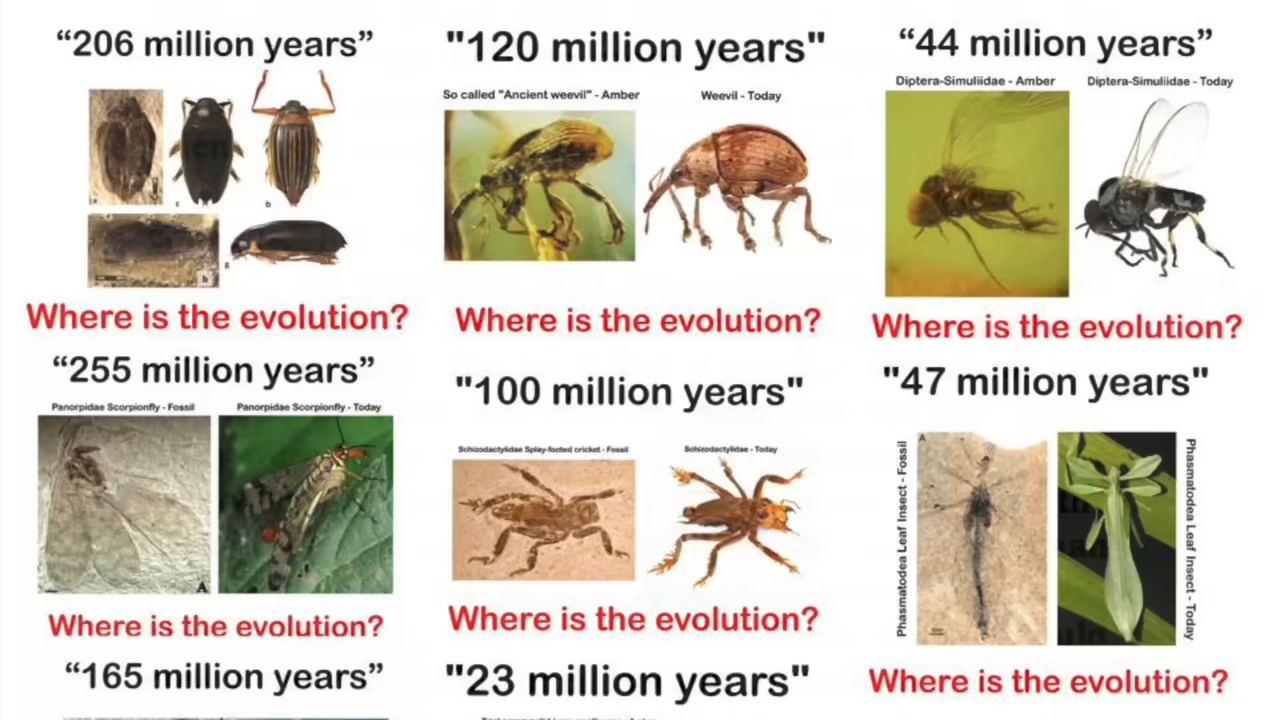 “206 million years”
"120 million years"
“44 million years”
So called "Ancient weevil" - Amber
Weevil - Today
Diptera-Simuliidae - Amber
Diptera-Simuliidae - Today
c
b
g
h
Where is the evolution?
Where is the evolution?
Where is the evolution?
“255 million years”
"100 million years"
"47 million years"
Panorpidae Scorpionfly - Fossil
Panorpidae Scorpionfly - Today
Schizodactylidae Splay-footed cricket - Fossil
Schizodactylidae - Today
Phasmatodea Leaf Insect - Fossil
A
Phasmatodea Leaf Insect - Today
A
Where is the evolution?
Where is the evolution?
Where is the evolution?
“165 million years”
"23 million years"